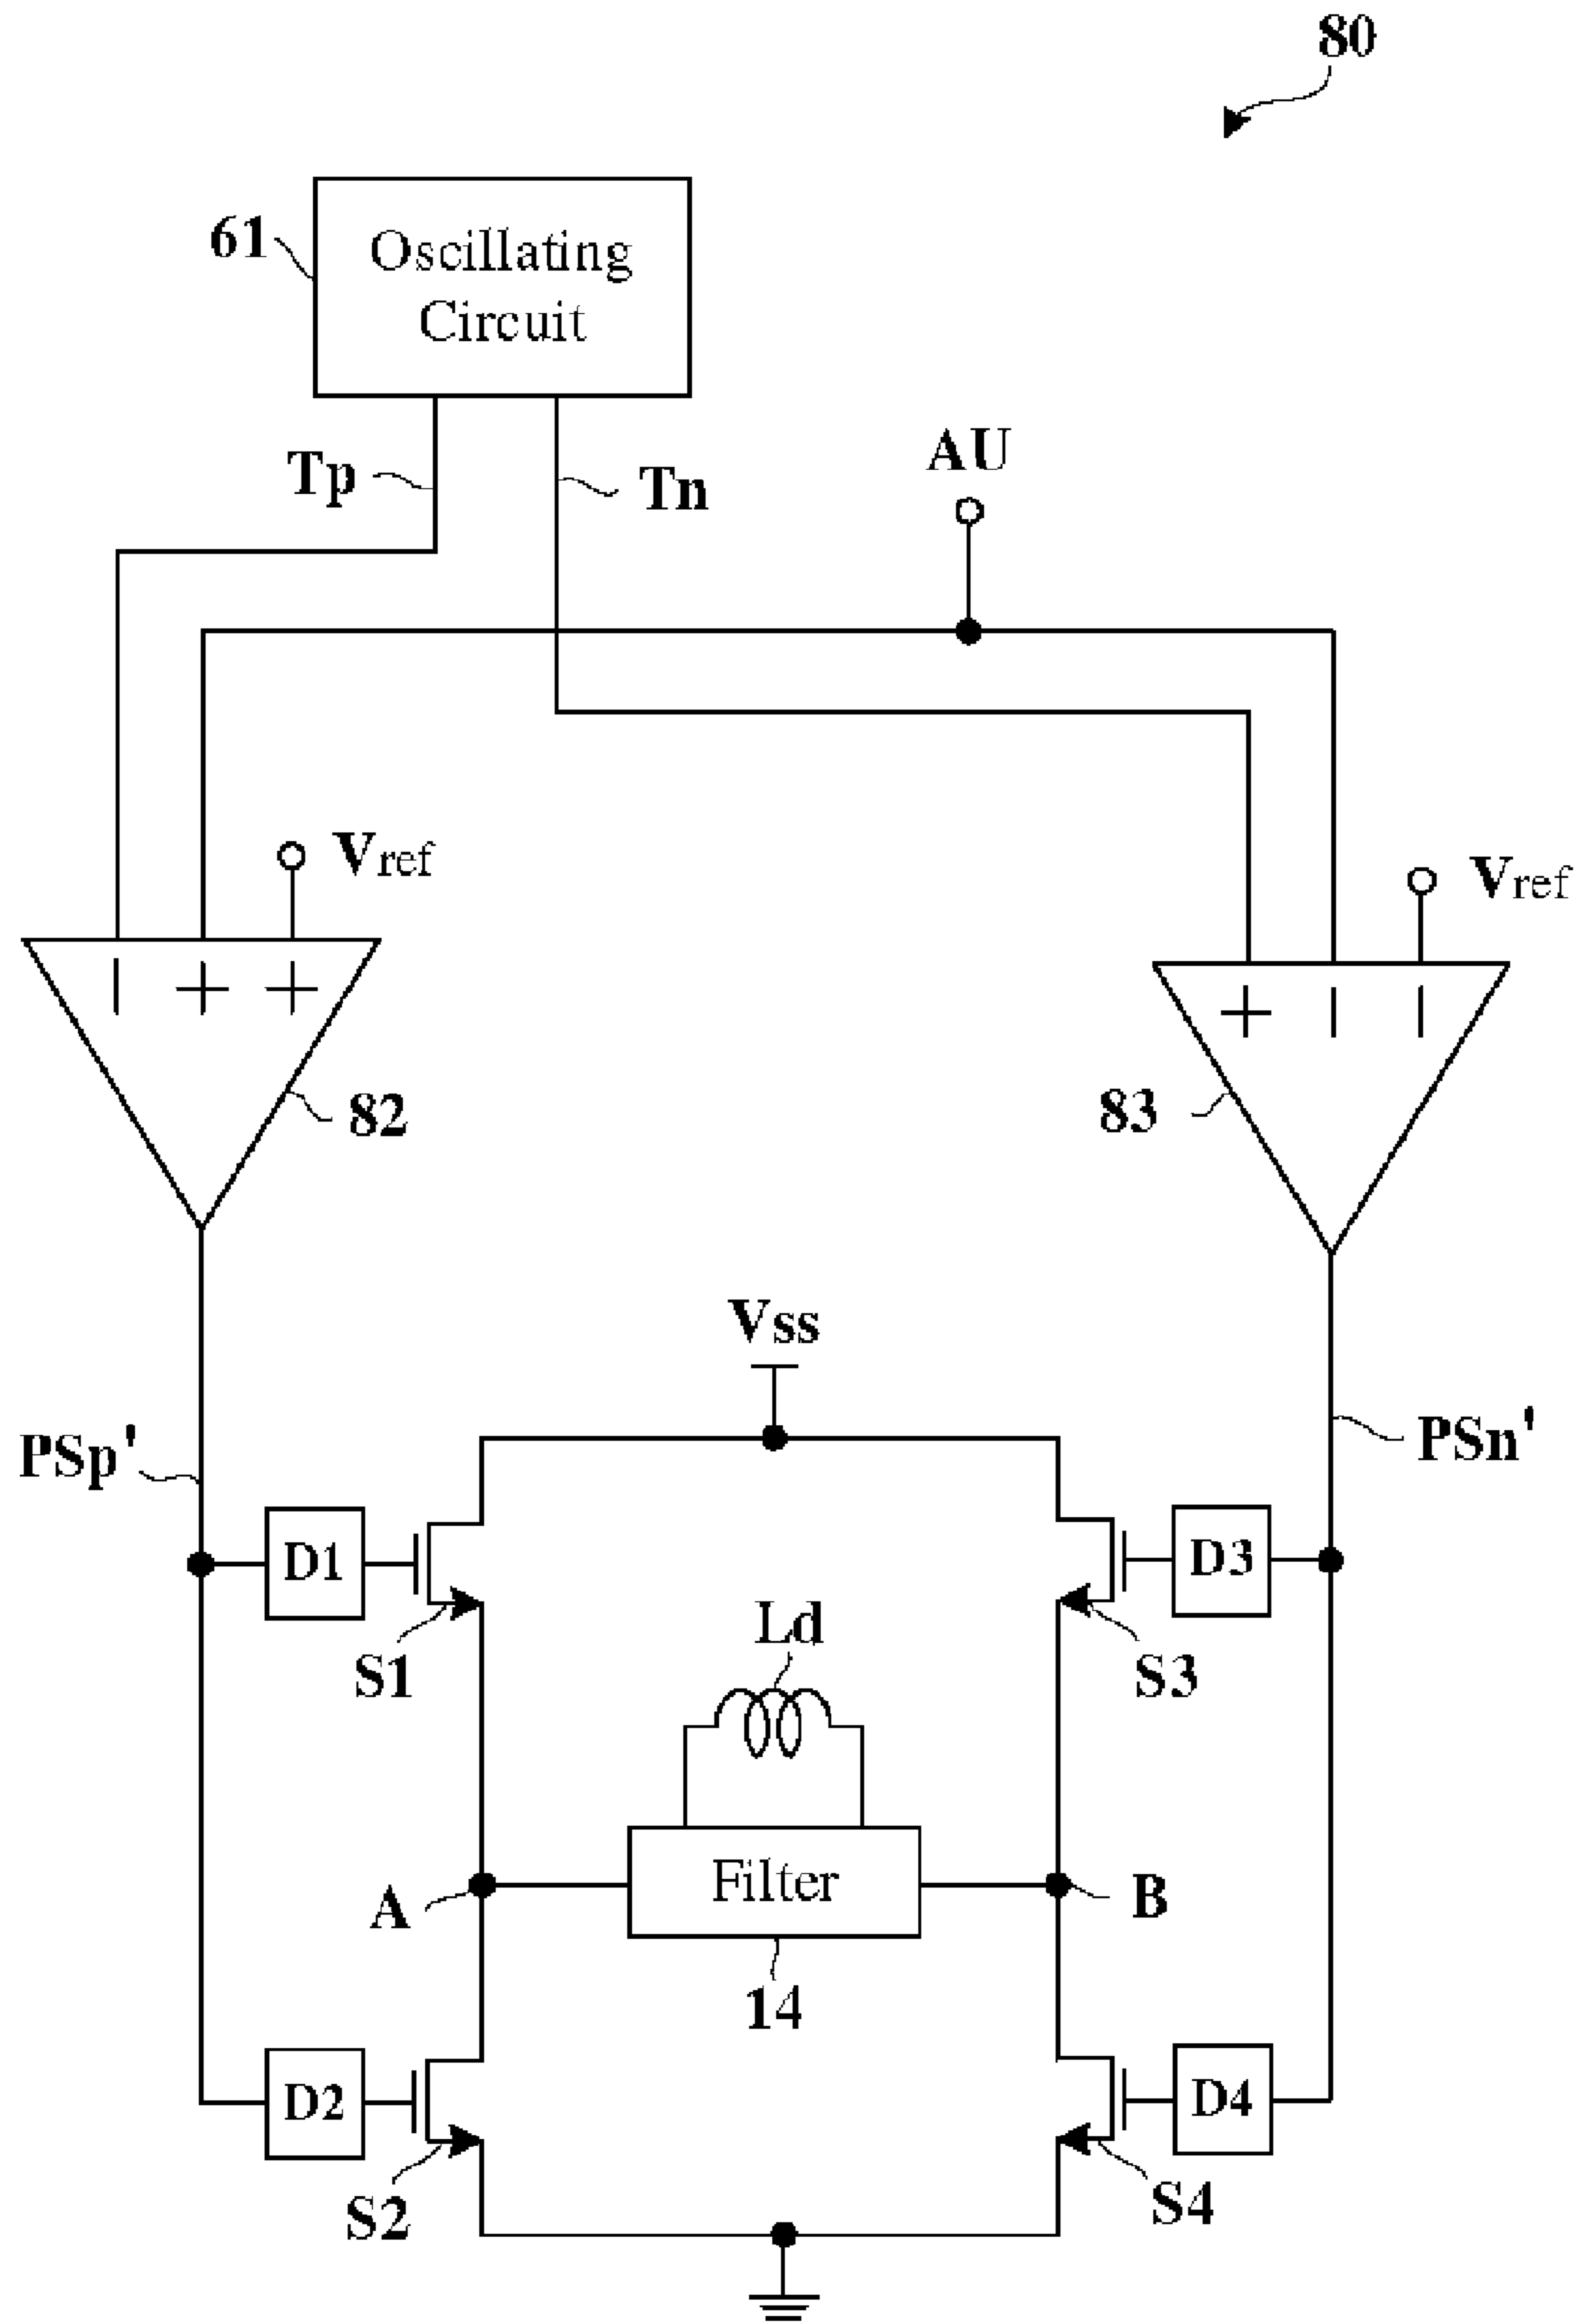 80
61
Oscillating
Circuit
Tp
Tn
AU
Vref
Vref
− + +
+ − −
82
83
Vss
PSp'
PSn'
D1
D3
S1
Ld
S3
A
Filter
B
14
D2
D4
S2
S4